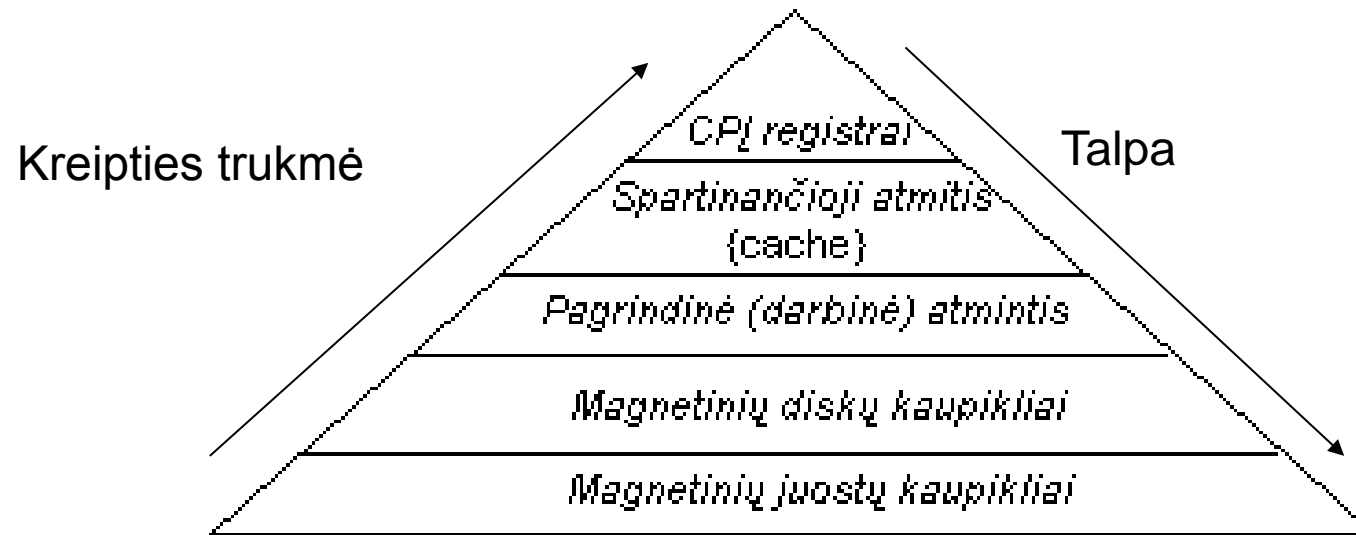 CPĮ registrai
Kreipties trukmė
Talpa
Spartinančioji atmitis
{cache}
Pagrindinė (darbinė) atmintis
Magnetinių diskų kaupikliai
Magnetinių juostų kaupikliai